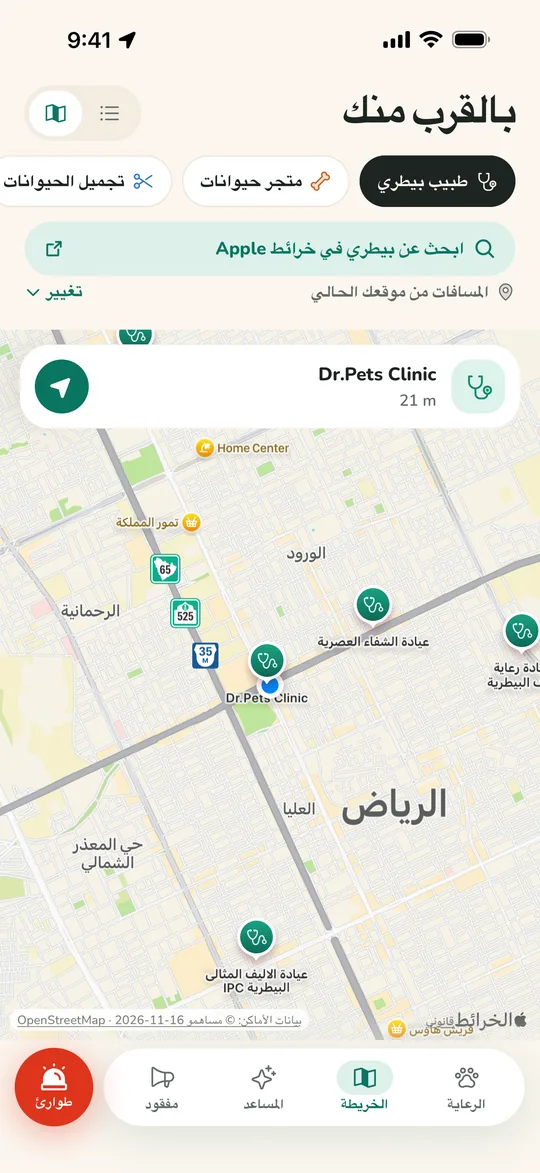 9:41
بالقرب منك
طبيب بيطري
متجر حيوانات
تجميل الحيوانات
ابحث عن بيطري في خرائط Apple
المسافات من موقعك الحالي
تغيير
Dr.Pets Clinic
21 m
Home Center
تمور المملكة
الورود
65
525
الرحمانية
عيادة الشفاء العصرية
35
M
ادة رعاية
ف البيطرية
Dr.Pets Clinic
الرياض
العليا
حي المعذر
الشمالي
عيادة الاليف المثالى
البيطرية IPC
بيانات الأماكن: © مساهمو OpenStreetMap · 2026-11-16
الخرائط
قانوني
فريش هاوس
الرعاية
الخريطة
المساعد
مفقود
طوارئ